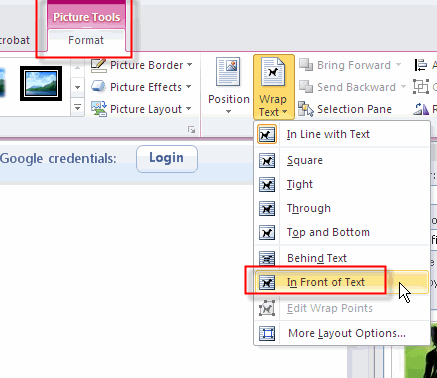 Picture Tools
crobat
Format
Picture Border
Picture Effects
Picture Layout
Position
Wrap
Text
Bring Forward
Send Backward
Selection Pane
Google credentials:
Login
In Line with Text
Square
Tight
Through
Top and Bottom
Behind Text
In Front of Text
Edit Wrap Points
More Layout Options...